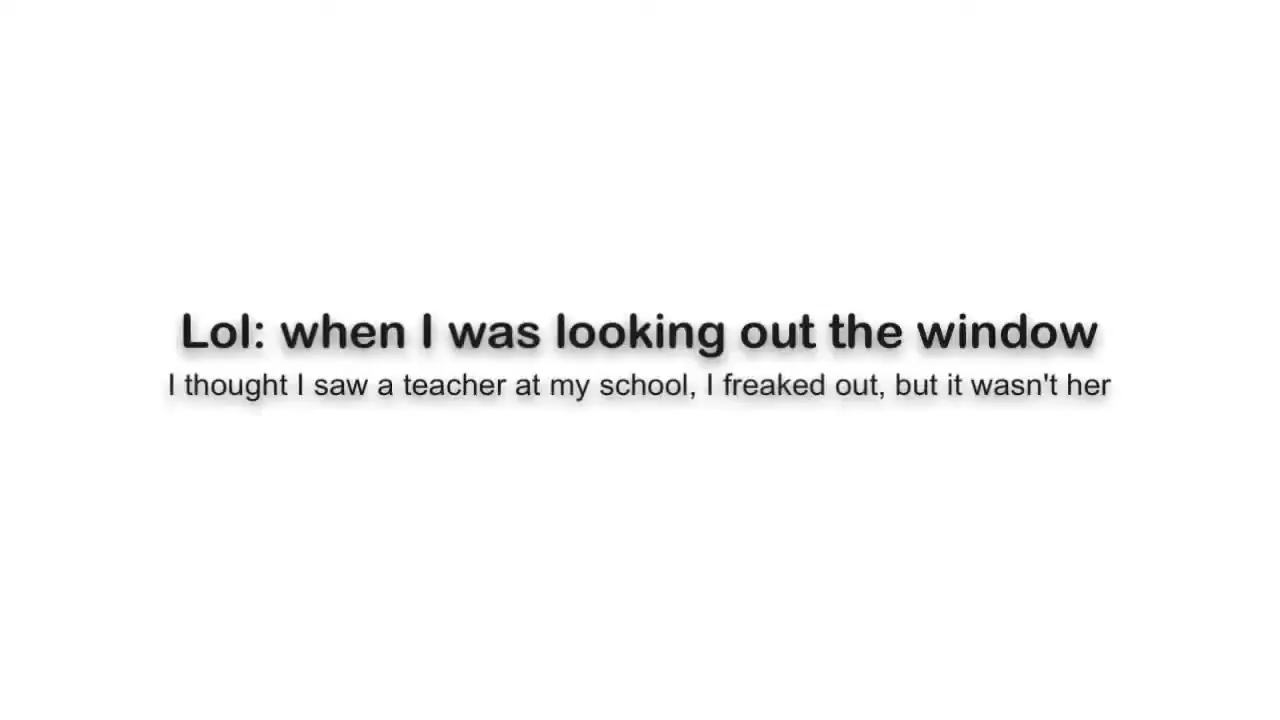 Lol: when I was looking out the window
I thought I saw a teacher at my school, I freaked out, but it wasn't her